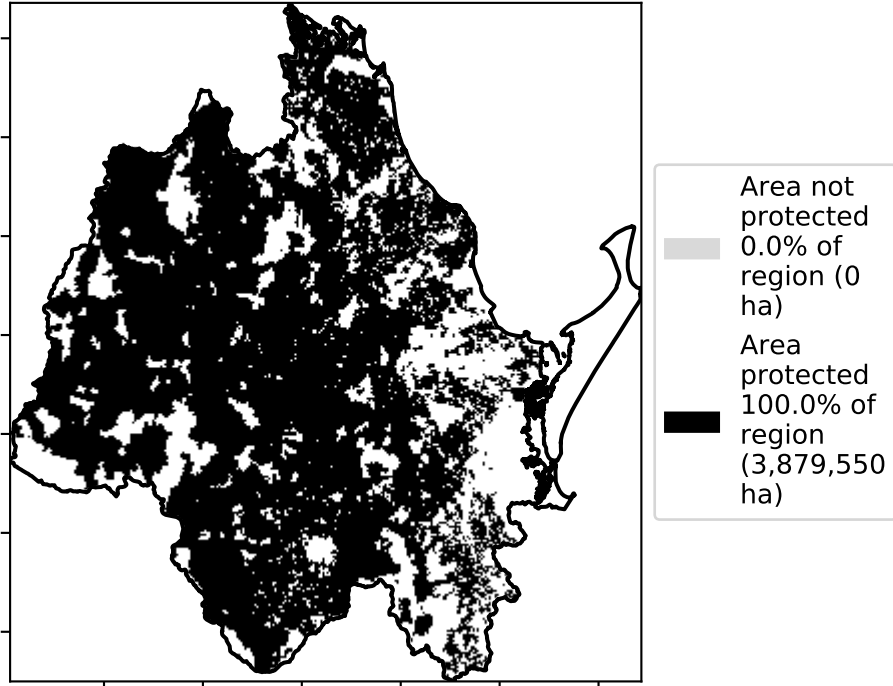 Area not
protected
0.0% of
region (0
ha)
Area
protected
100.0% of
region
(3,879,550
ha)